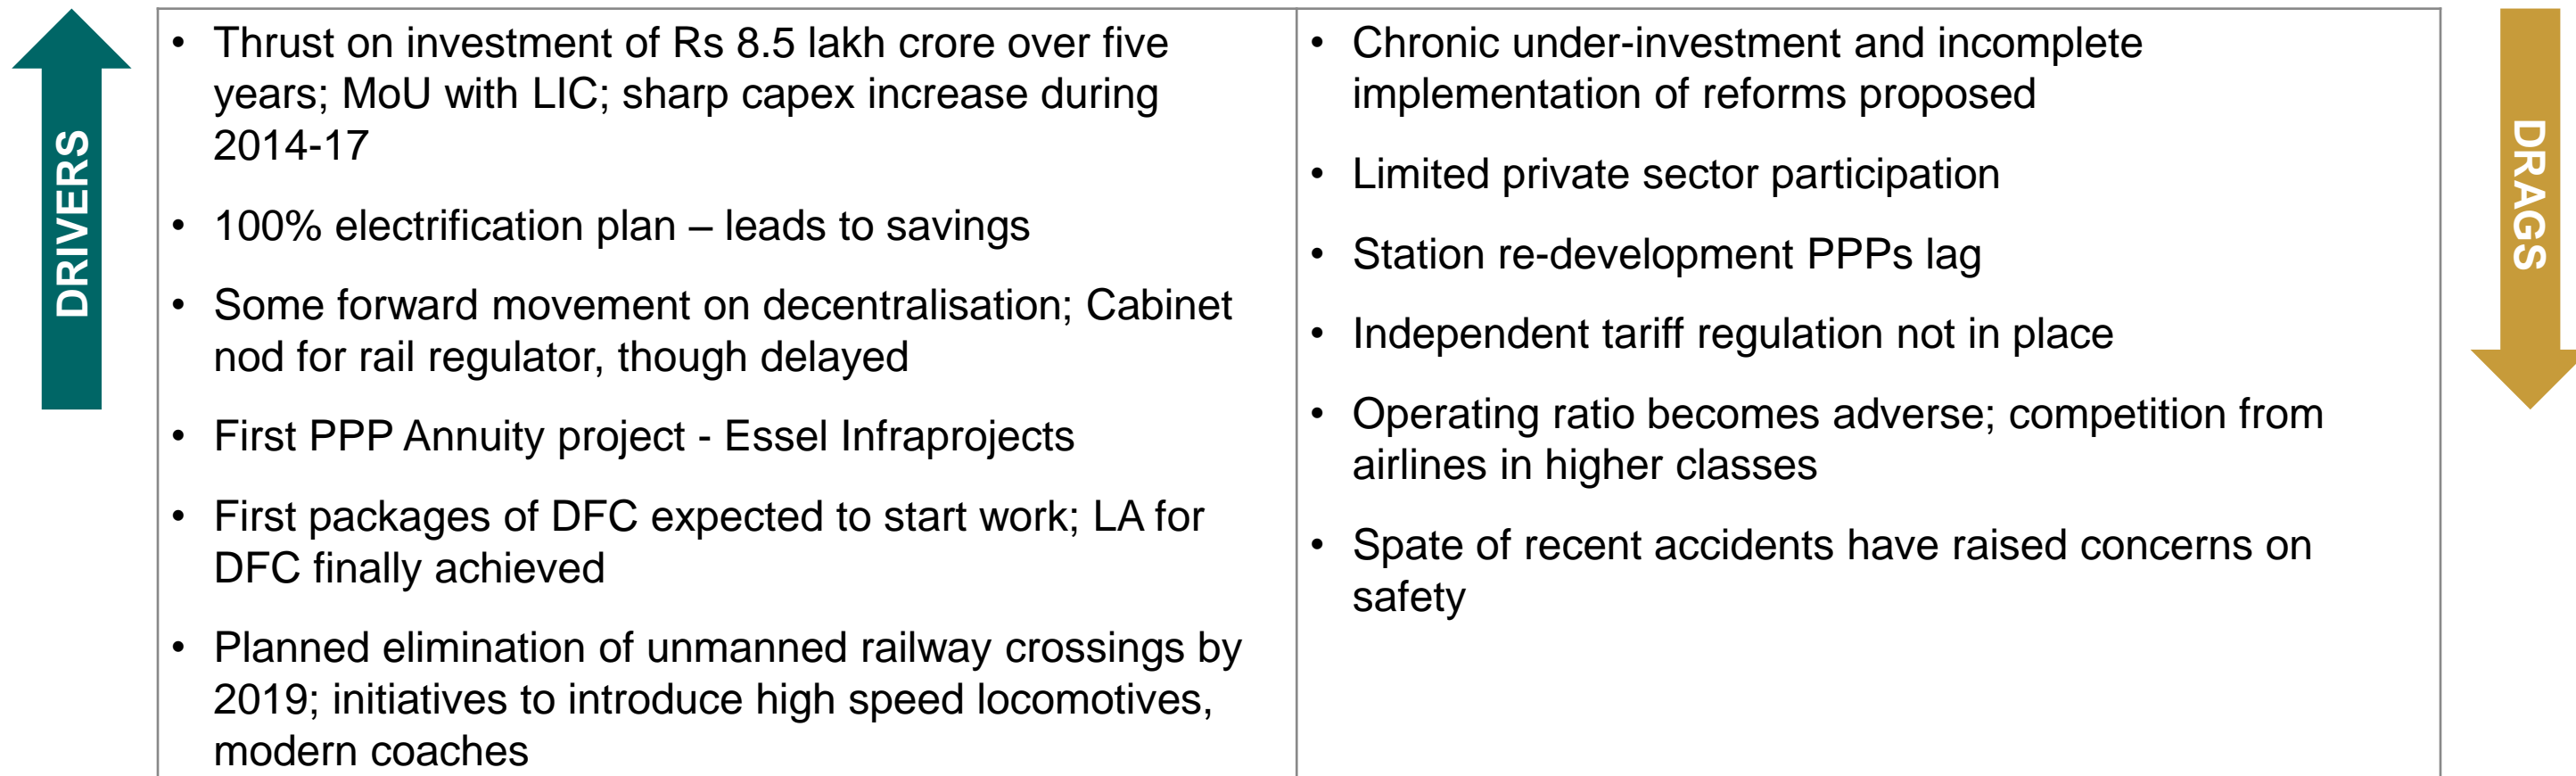 DRIVERS
• Thrust on investment of Rs 8.5 lakh crore over five
years; MoU with LIC; sharp capex increase during
2014-17
• 100% electrification plan – leads to savings
• Some forward movement on decentralisation; Cabinet
nod for rail regulator, though delayed
• First PPP Annuity project - Essel Infraprojects
• First packages of DFC expected to start work; LA for
DFC finally achieved
• Planned elimination of unmanned railway crossings by
2019; initiatives to introduce high speed locomotives,
modern coaches
• Chronic under-investment and incomplete
implementation of reforms proposed
• Limited private sector participation
• Station re-development PPPs lag
• Independent tariff regulation not in place
• Operating ratio becomes adverse; competition from
airlines in higher classes
• Spate of recent accidents have raised concerns on
safety
DRAGS